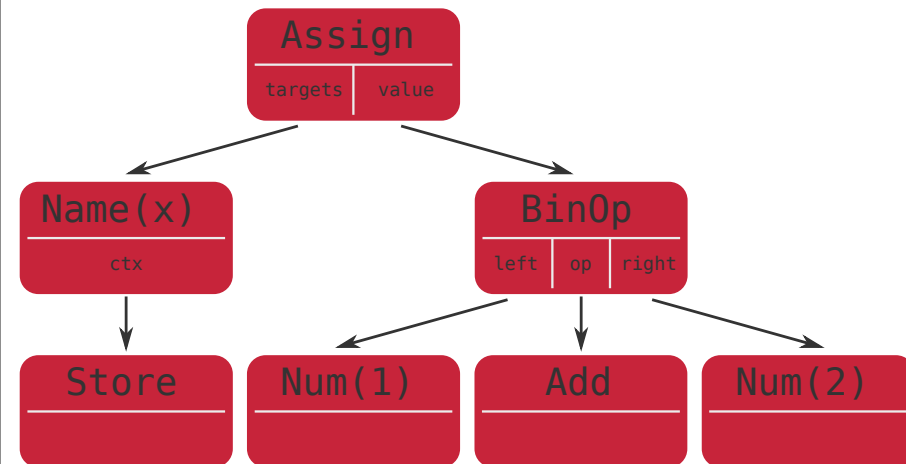 Assign
targets value
Name(x) BinOp
ctx left op right
Store Num(1) Add Num(2)